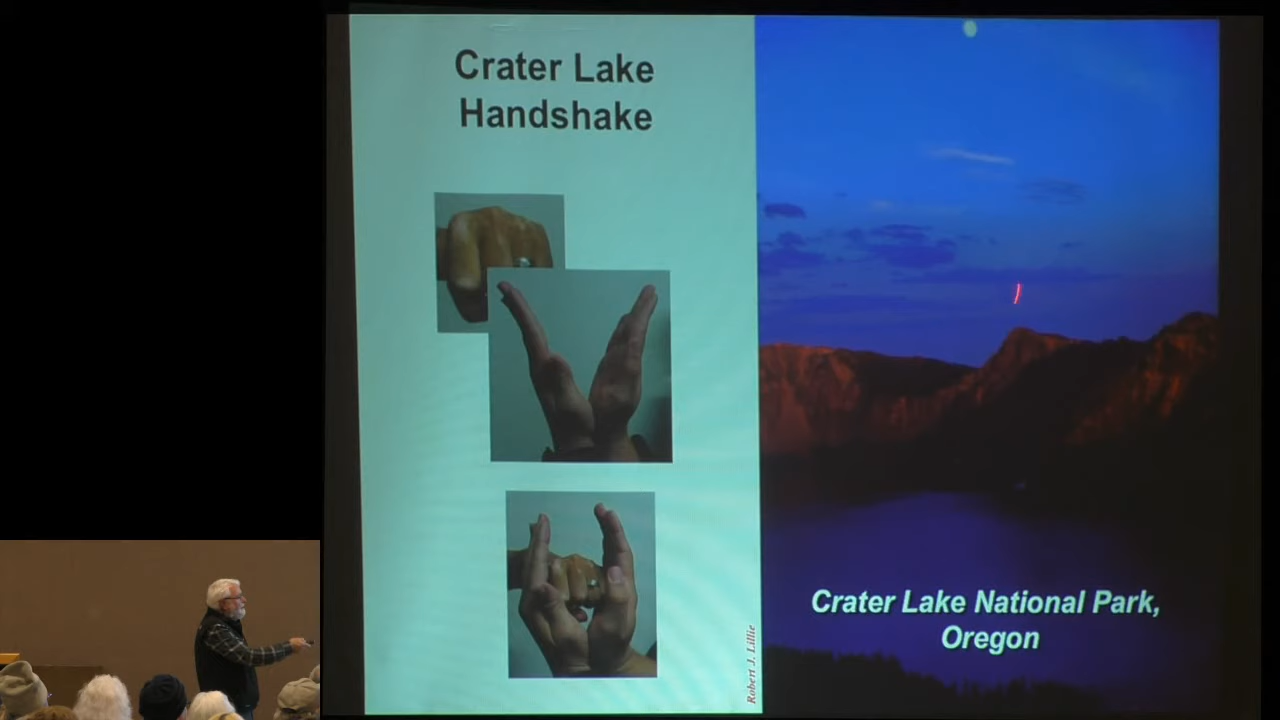 Crater Lake
Handshake
Robert J. Lillie
Crater Lake National Park,
Oregon